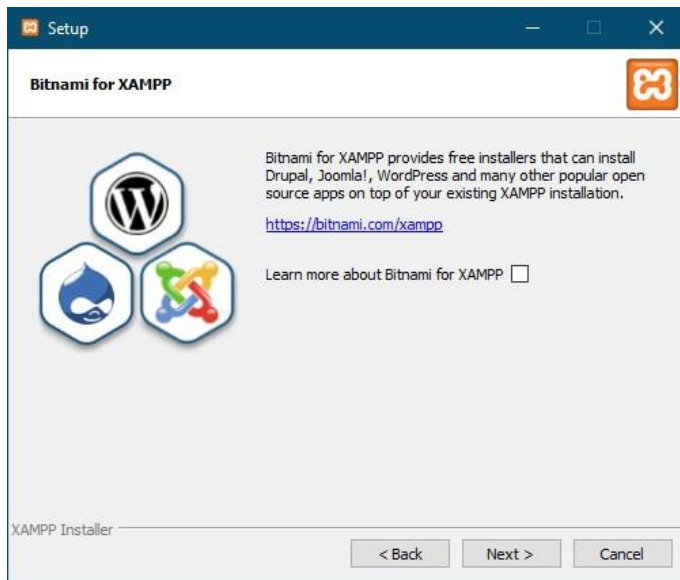 Setup
Bitnami for XAMPP
Bitnami for XAMPP provides free installers that can install
Drupal, Joomla!, WordPress and many other popular open
source apps on top of your existing XAMPP installation.
https://bitnami.com/xampp
Learn more about Bitnami for XAMPP
XAMPP Installer
< Back
Next >
Cancel